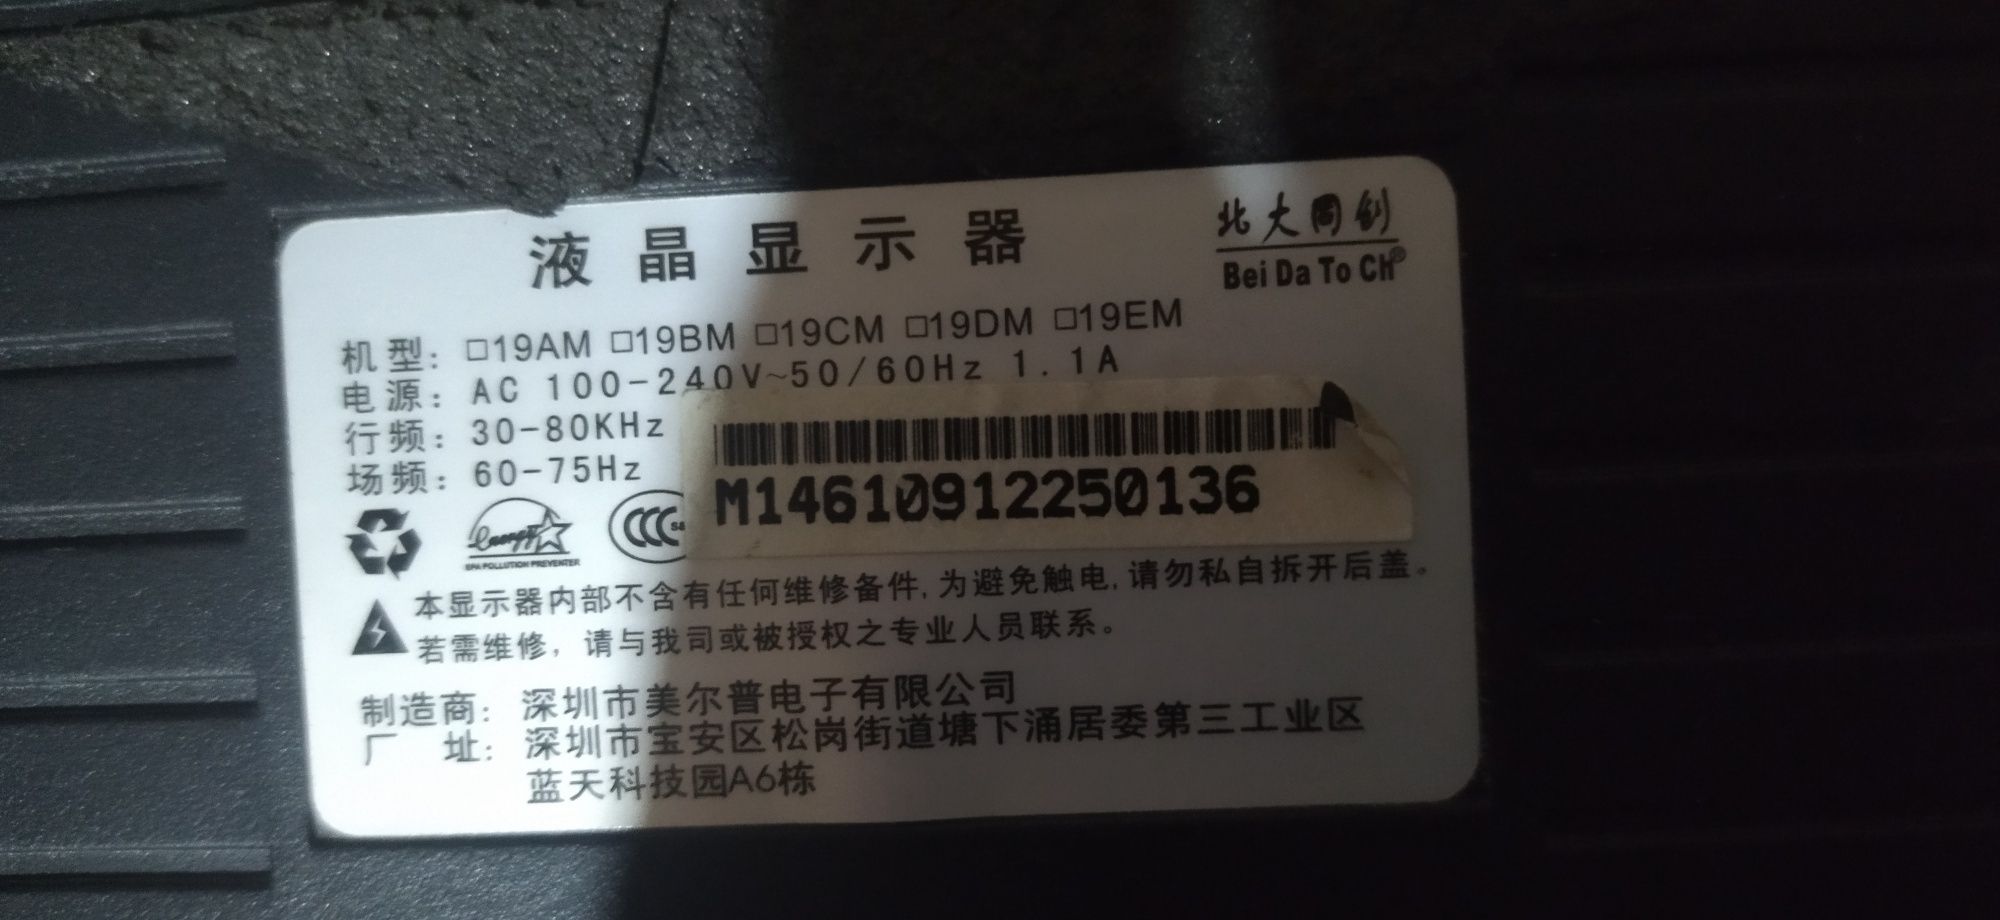 液晶显示器
北大同创
Bei Da To CH®
机型：□19AM □19BM □19CM □19DM □19EM
电源：AC 100-240V~50/60Hz 1.1A
行频：30-80KHz
场频：60-75Hz
M14610912250136
energy
EPA POLLUTION PREVENTER
CCC S&
本显示器内部不含有任何维修备件,为避免触电,请勿私自拆开后盖。
若需维修，请与我司或被授权之专业人员联系。
制造商：深圳市美尔普电子有限公司
厂址：深圳市宝安区松岗街道塘下涌居委第三工业区
蓝天科技园A6栋